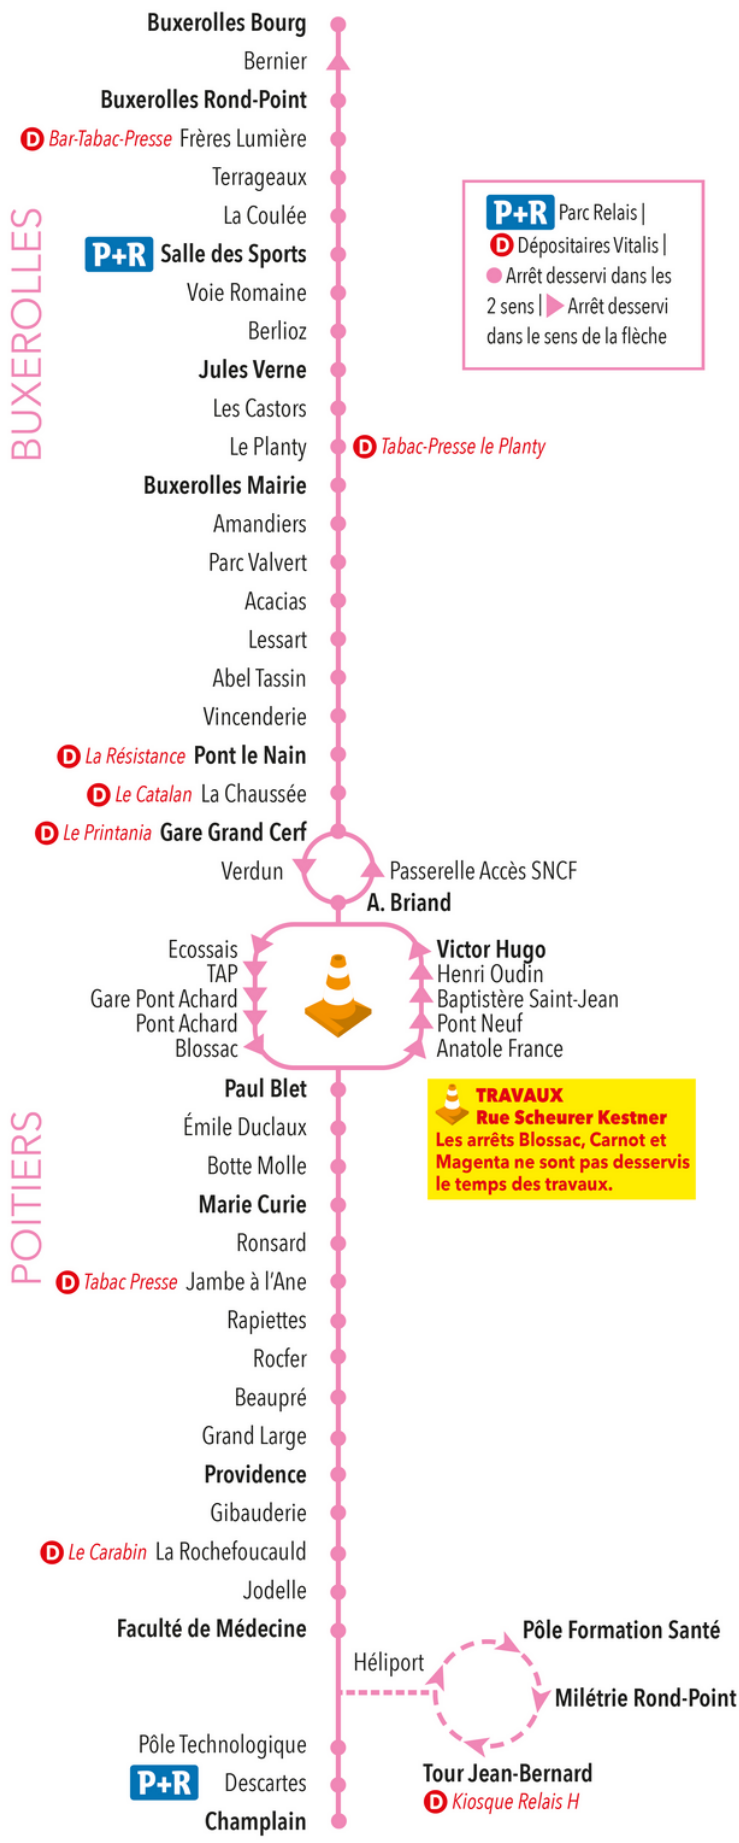 Buxerolles Bourg
Bernier
Buxerolles Rond-Point
D Bar-Tabac-Presse Frères Lumière
Terrageaux
La Coulée
P+R Salle des Sports
Voie Romaine
Berlioz
Jules Verne
Les Castors
Le Planty D Tabac-Presse le Planty
Buxerolles Mairie
Amandiers
Parc Valvert
Acacias
Lessart
Abel Tassin
Vincenderie
D La Résistance Pont le Nain
D Le Catalan La Chaussée
D Le Printania Gare Grand Cerf
BUXEROLLES
P+R Parc Relais |
D Dépositaires Vitalis |
Arrêt desservi dans les
2 sens | Arrêt desservi
dans le sens de la flèche
Verdun
Passerelle Accès SNCF
A. Briand
Ecossais
TAP
Gare Pont Achard
Pont Achard
Blossac
Victor Hugo
Henri Oudin
Baptistère Saint-Jean
Pont Neuf
Anatole France
TRAVAUX
Rue Scheurer Kestner
Les arrêts Blossac, Carnot et
Magenta ne sont pas desservis
le temps des travaux.
POITIERS
Paul Blet
Émile Duclaux
Botte Molle
Marie Curie
Ronsard
D Tabac Presse Jambe à l'Ane
Rapiettes
Rocfer
Beaupré
Grand Large
Providence
Gibauderie
D Le Carabin La Rochefoucauld
Jodelle
Faculté de Médecine
Héliport
Pôle Formation Santé
Milétrie Rond-Point
Tour Jean-Bernard
D Kiosque Relais H
Pôle Technologique
P+R Descartes
Champlain